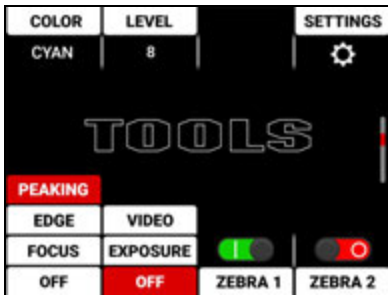 COLOR LEVEL SETTINGS
CYAN 8
TOOLS
PEAKING
EDGE VIDEO
FOCUS EXPOSURE
OFF OFF ZEBRA 1 ZEBRA 2